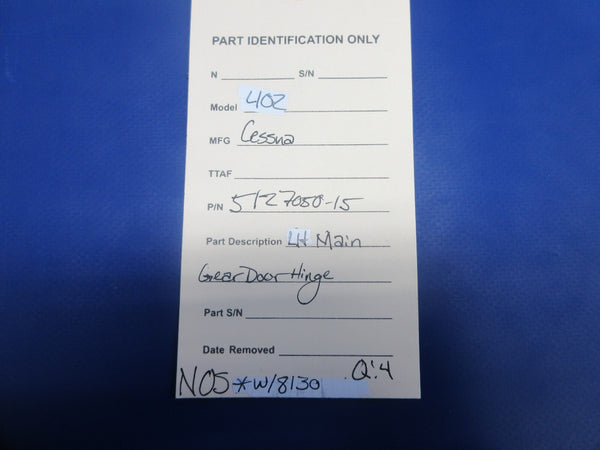 PART IDENTIFICATION ONLY
N S/N
Model 402
MFG Cessna
TTAF
P/N 5127050-15
Part Description LH Main
Gear Door Hinge
Part S/N
Date Removed
NOS *W/8130 Q:4